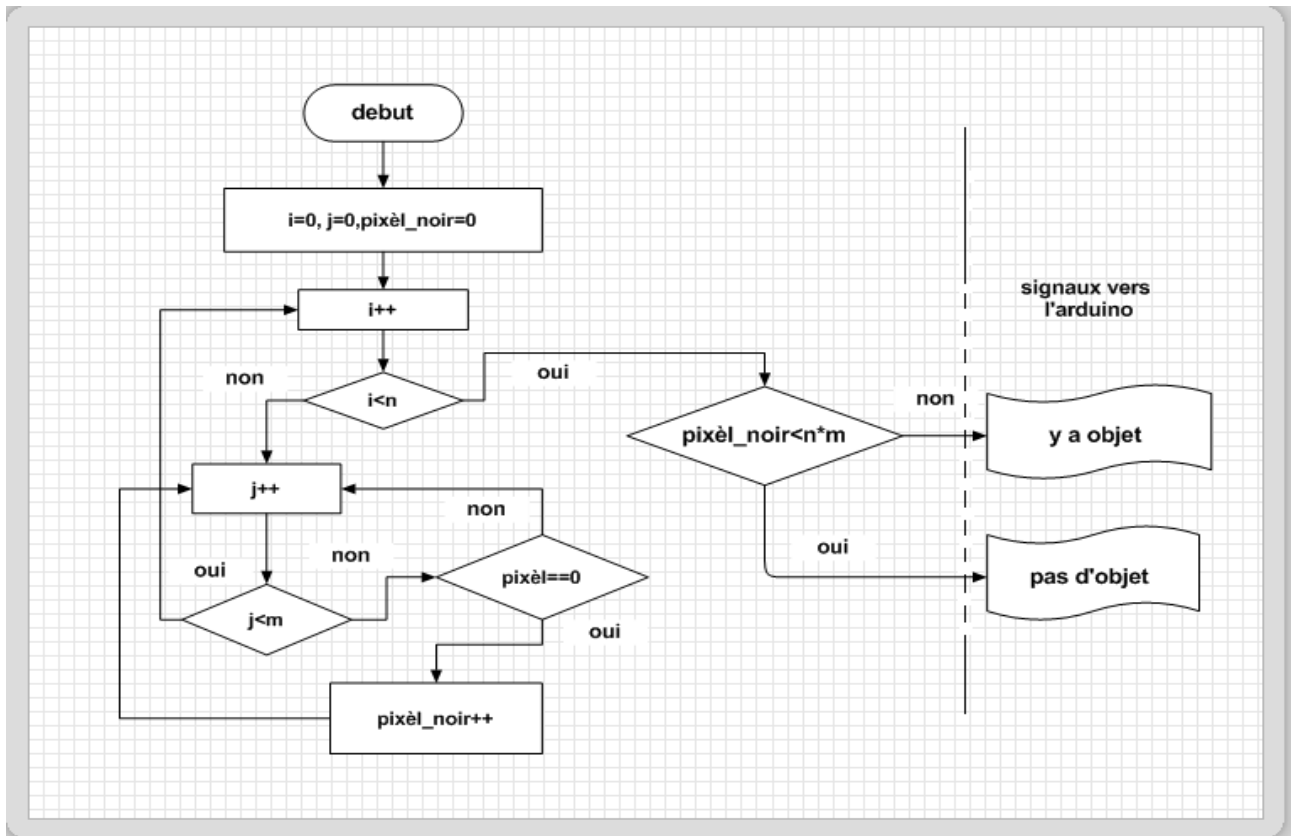 debut
i=0, j=0,pixèl_noir=0
i++
non
i<n
oui
j++
non
oui
non
j<m
pixèl==0
oui
pixèl_noir++
pixèl_noir<n*m
non
oui
signaux vers
l'arduino
y a objet
pas d'objet